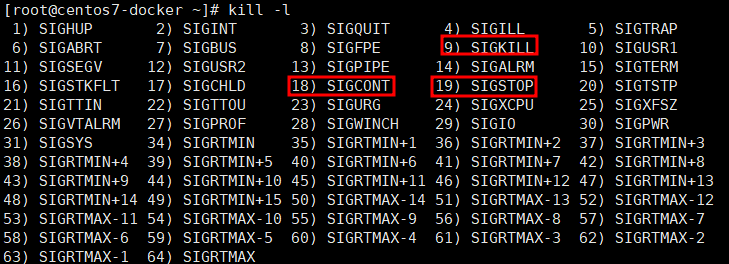 [root@centos7-docker ~]# kill -l
1) SIGHUP 2) SIGINT 3) SIGQUIT 4) SIGILL 5) SIGTRAP
6) SIGABRT 7) SIGBUS 8) SIGFPE 9) SIGKILL 10) SIGUSR1
11) SIGSEGV 12) SIGUSR2 13) SIGPIPE 14) SIGALRM 15) SIGTERM
16) SIGSTKFLT 17) SIGCHLD 18) SIGCONT 19) SIGSTOP 20) SIGTSTP
21) SIGTTIN 22) SIGTTOU 23) SIGURG 24) SIGXCPU 25) SIGXFSZ
26) SIGVTALRM 27) SIGPROF 28) SIGWINCH 29) SIGIO 30) SIGPWR
31) SIGSYS 34) SIGRTMIN 35) SIGRTMIN+1 36) SIGRTMIN+2 37) SIGRTMIN+3
38) SIGRTMIN+4 39) SIGRTMIN+5 40) SIGRTMIN+6 41) SIGRTMIN+7 42) SIGRTMIN+8
43) SIGRTMIN+9 44) SIGRTMIN+10 45) SIGRTMIN+11 46) SIGRTMIN+12 47) SIGRTMIN+13
48) SIGRTMIN+14 49) SIGRTMIN+15 50) SIGRTMAX-14 51) SIGRTMAX-13 52) SIGRTMAX-12
53) SIGRTMAX-11 54) SIGRTMAX-10 55) SIGRTMAX-9 56) SIGRTMAX-8 57) SIGRTMAX-7
58) SIGRTMAX-6 59) SIGRTMAX-5 60) SIGRTMAX-4 61) SIGRTMAX-3 62) SIGRTMAX-2
63) SIGRTMAX-1 64) SIGRTMAX